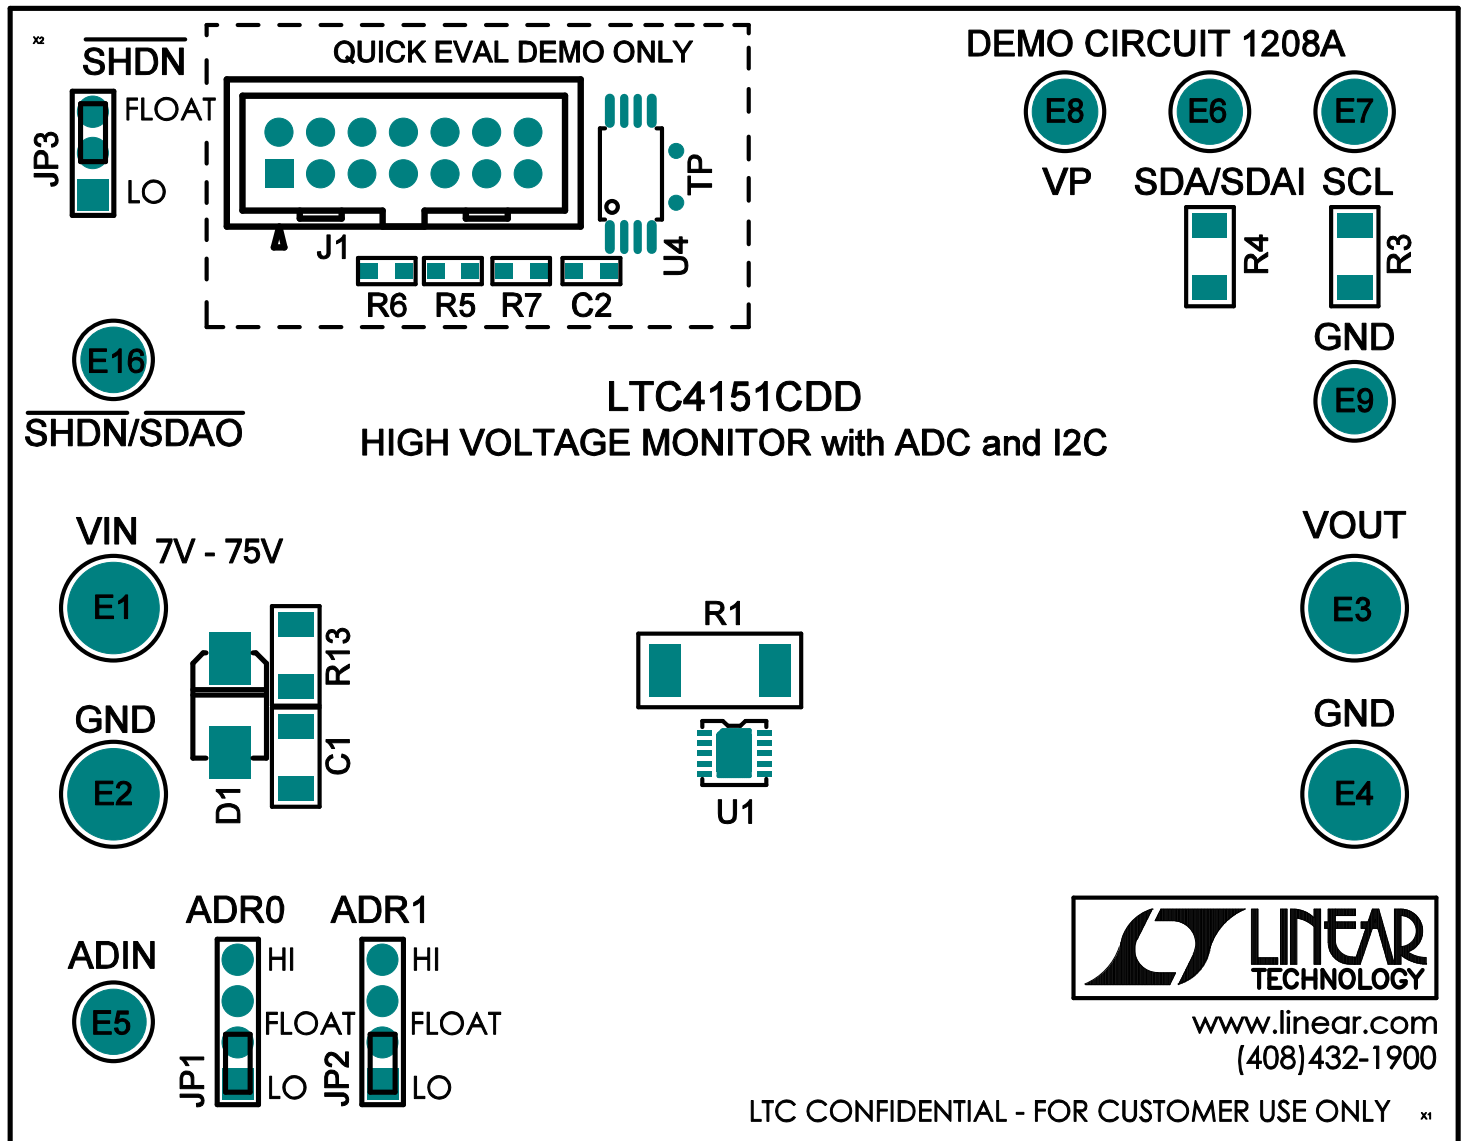 X2
SHDN
QUICK EVAL DEMO ONLY
DEMO CIRCUIT 1208A
FLOAT
JP3
LO
E8
E6
E7
VP
SDA/SDAI
SCL
TP
J1
U4
R4
R3
R6
R5
R7
C2
GND
E16
E9
SHDN/SDAO
LTC4151CDD
HIGH VOLTAGE MONITOR with ADC and I2C
VIN
7V - 75V
VOUT
E1
E3
R1
R13
GND
GND
C1
E2
D1
U1
E4
ADR0
ADR1
ADIN
HI
HI
E5
FLOAT
FLOAT
JP1
LO
JP2
LO
LINEAR
TECHNOLOGY
www.linear.com
(408)432-1900
LTC CONFIDENTIAL - FOR CUSTOMER USE ONLY
X1